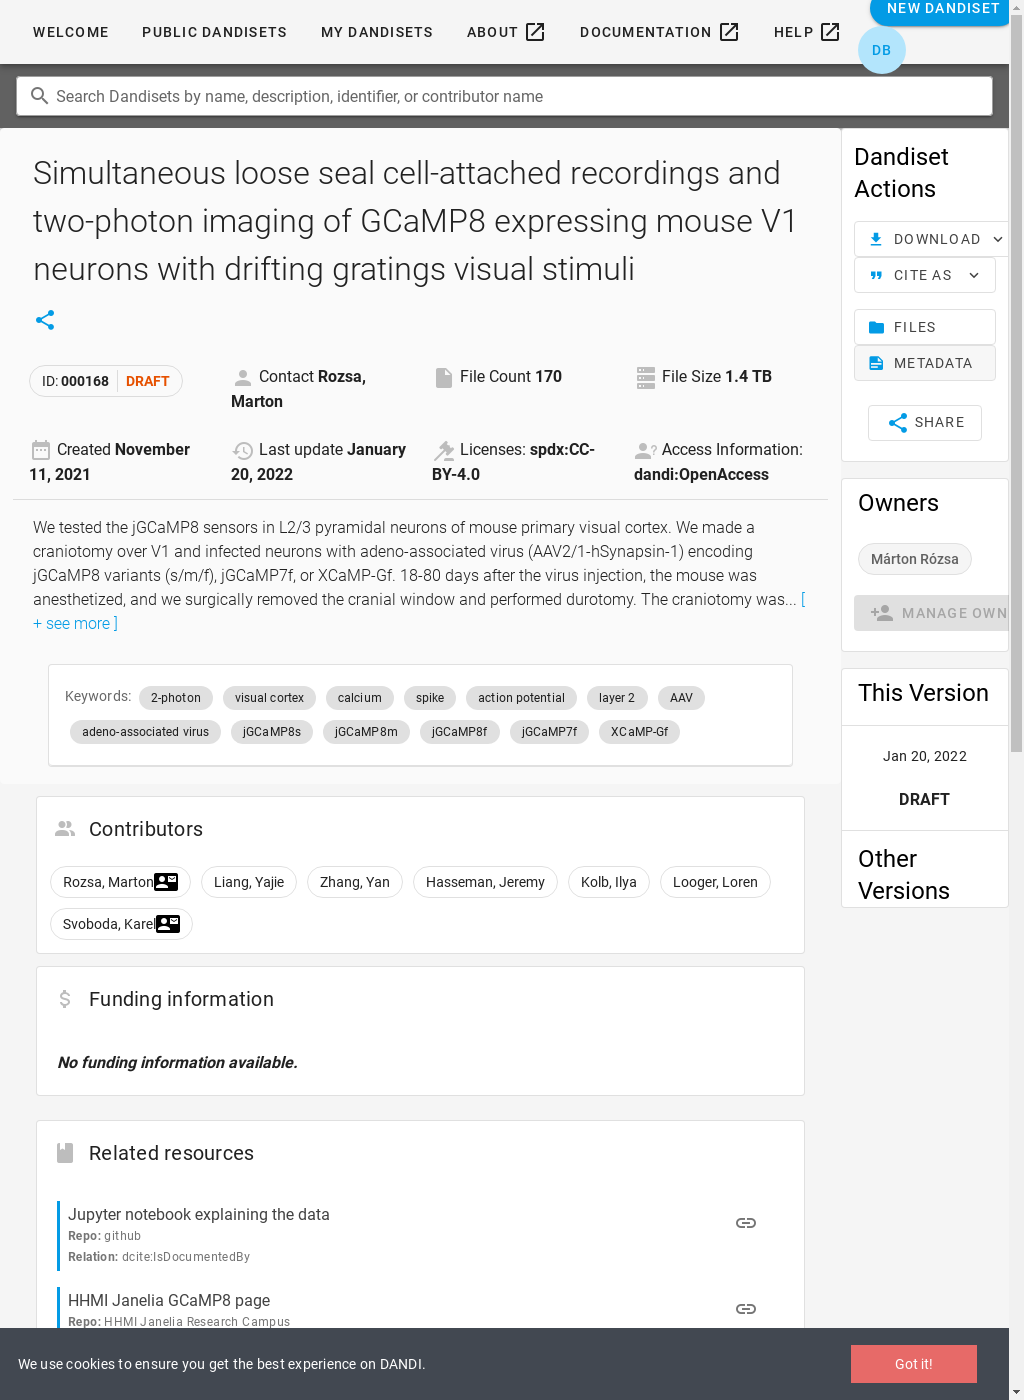 WELCOME
PUBLIC DANDISETS
MY DANDISETS
ABOUT
DOCUMENTATION
HELP
NEW DANDISET
DB
Search Dandisets by name, description, identifier, or contributor name
Simultaneous loose seal cell-attached recordings and
two-photon imaging of GCaMP8 expressing mouse V1
neurons with drifting gratings visual stimuli
ID: 000168 DRAFT
Contact Rozsa,
Marton
File Count 170
File Size 1.4 TB
Created November
11, 2021
Last update January
20, 2022
Licenses: spdx:CC-
BY-4.0
Access Information:
dandi:OpenAccess
We tested the jGCaMP8 sensors in L2/3 pyramidal neurons of mouse primary visual cortex. We made a
craniotomy over V1 and infected neurons with adeno-associated virus (AAV2/1-hSynapsin-1) encoding
jGCaMP8 variants (s/m/f), jGCaMP7f, or XCaMP-Gf. 18-80 days after the virus injection, the mouse was
anesthetized, and we surgically removed the cranial window and performed durotomy. The craniotomy was... [
+ see more ]
Keywords: 2-photon visual cortex calcium spike action potential layer 2 AAV
adeno-associated virus jGCaMP8s jGCaMP8m jGCaMP8f jGCaMP7f XCaMP-Gf
Contributors
Rozsa, Marton Liang, Yajie Zhang, Yan Hasseman, Jeremy Kolb, Ilya Looger, Loren
Svoboda, Karel
Funding information
No funding information available.
Related resources
Jupyter notebook explaining the data
Repo: github
Relation: dcite:IsDocumentedBy
HHMI Janelia GCaMP8 page
Repo: HHMI Janelia Research Campus
Dandiset
Actions
DOWNLOAD
CITE AS
FILES
METADATA
SHARE
Owners
Márton Rózsa
MANAGE OWN
This Version
Jan 20, 2022
DRAFT
Other
Versions
We use cookies to ensure you get the best experience on DANDI.
Got it!